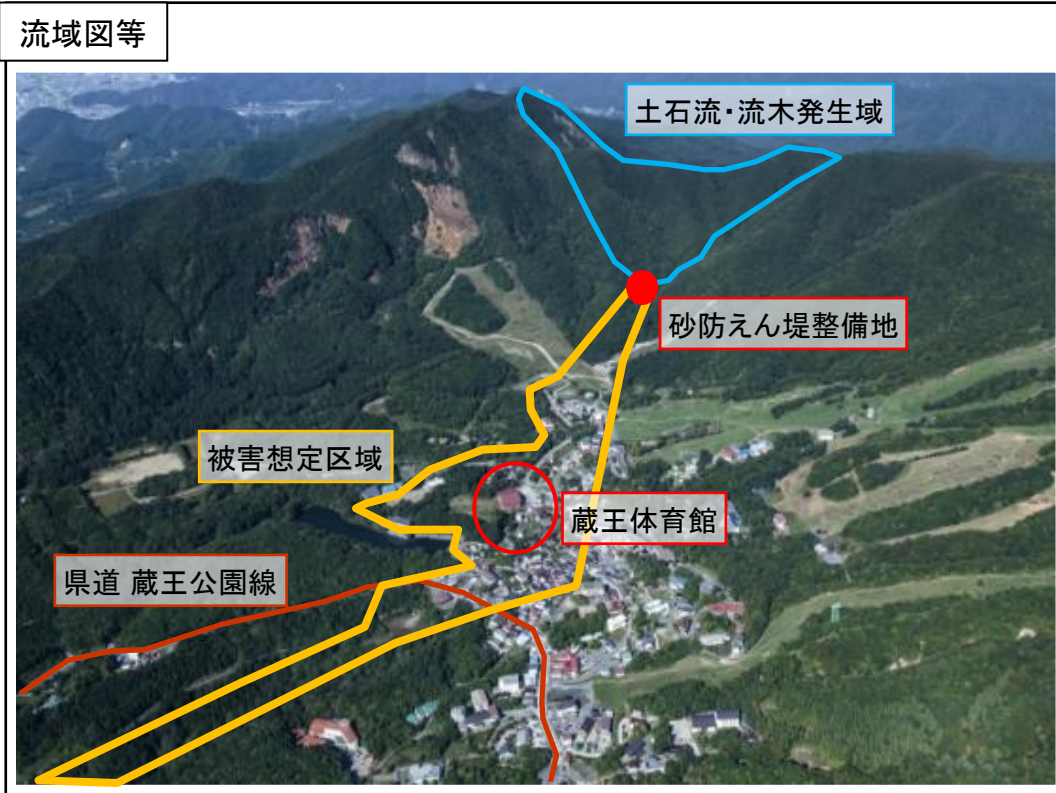 流域図等
土石流・流木発生域
砂防えん堤整備地
被害想定区域
蔵王体育館
県道 蔵王公園線